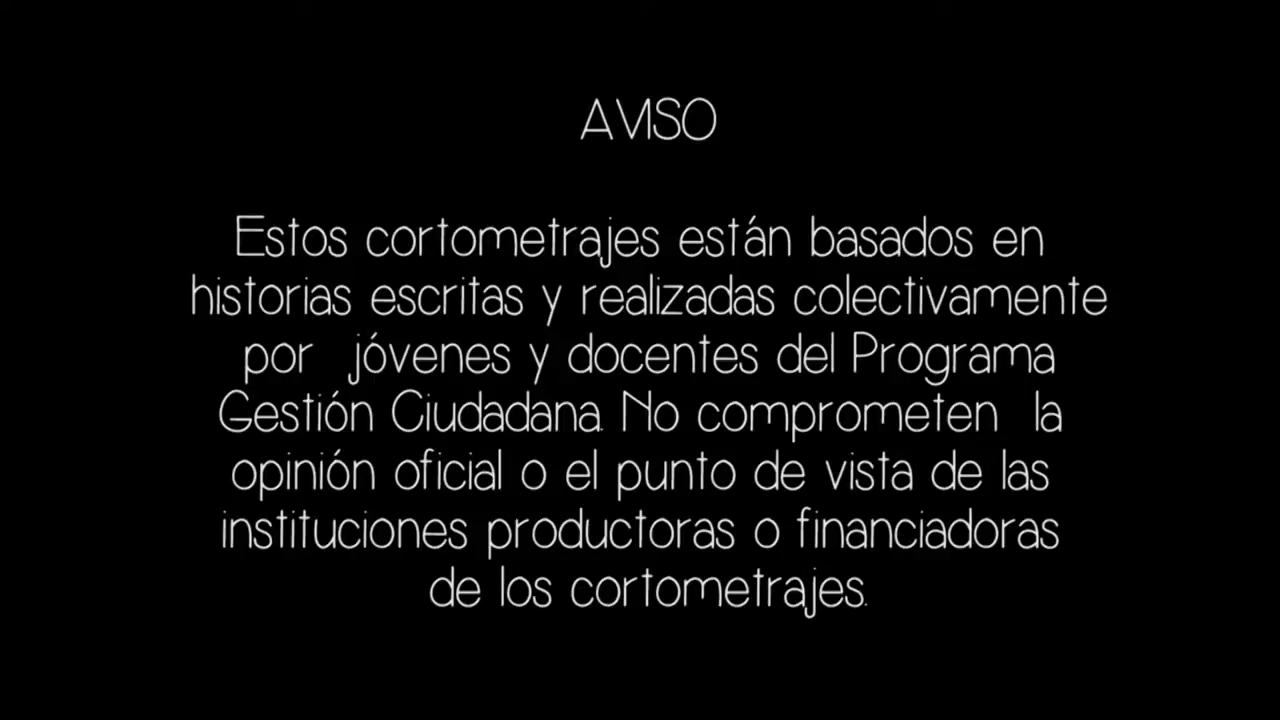 AVISO
Estos cortometrajes están basados en
historias escritas y realizadas colectivamente
por jóvenes y docentes del Programa
Gestión Ciudadana. No comprometen la
opinión oficial o el punto de vista de las
instituciones productoras o financiadoras
de los cortometrajes.